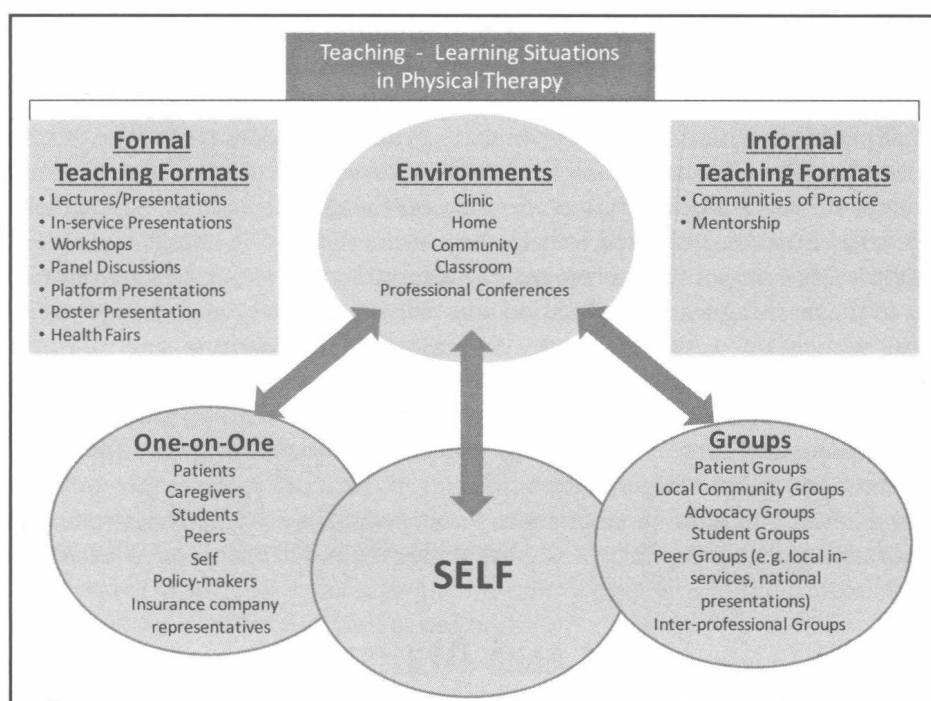 Teaching - Learning Situations
in Physical Therapy
Formal
Teaching Formats
• Lectures/Presentations
• In-service Presentations
• Workshops
• Panel Discussions
• Platform Presentations
• Poster Presentation
• Health Fairs
Environments
Clinic
Home
Community
Classroom
Professional Conferences
Informal
Teaching Formats
• Communities of Practice
• Mentorship
One-on-One
Patients
Caregivers
Students
Peers
Self
Policy-makers
Insurance company
representatives
SELF
Groups
Patient Groups
Local Community Groups
Advocacy Groups
Student Groups
Peer Groups (e.g. local in-
services, national
presentations)
Inter-professional Groups